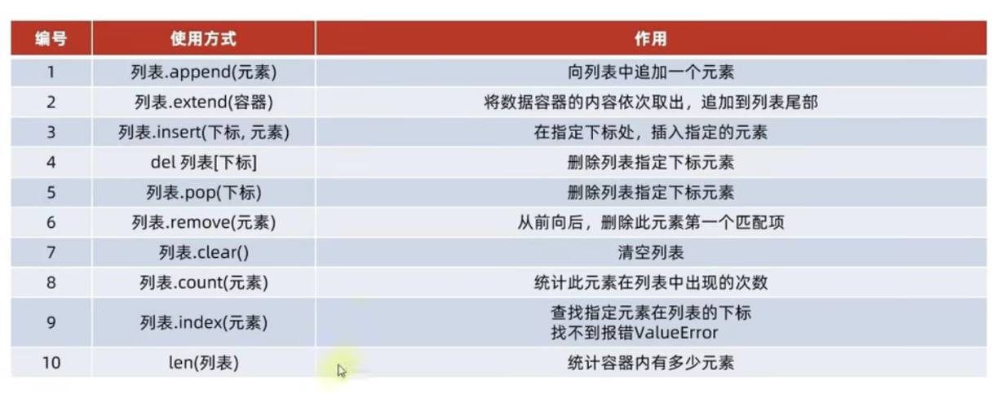 编号 使用方式 作用
1 列表.append(元素) 向列表中追加一个元素
2 列表.extend(容器) 将数据容器的内容依次取出，追加到列表尾部
3 列表.insert(下标, 元素) 在指定下标处，插入指定的元素
4 del 列表[下标] 删除列表指定下标元素
5 列表.pop(下标) 删除列表指定下标元素
6 列表.remove(元素) 从前向后，删除此元素第一个匹配项
7 列表.clear() 清空列表
8 列表.count(元素) 统计此元素在列表中出现的次数
9 列表.index(元素) 查找指定元素在列表的下标
找不到报错ValueError
10 len(列表) 统计容器内有多少元素